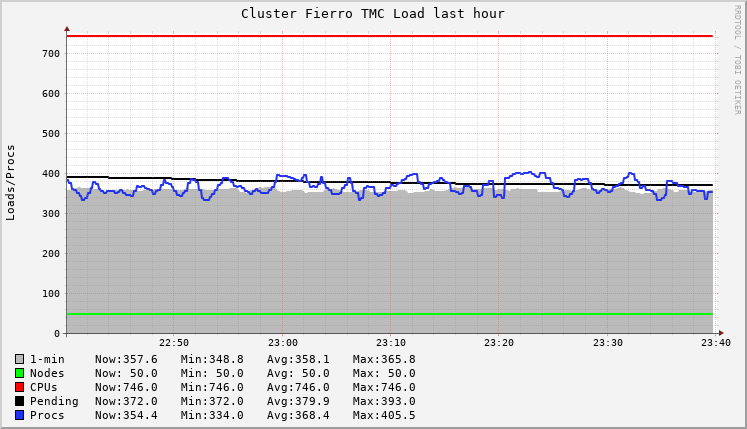 Cluster Fierro TMC Load last hour
RRDTOOL / TOBI OETIKER
Loads/Procs
700
600
500
400
300
200
100
0
22:50 23:00 23:10 23:20 23:30 23:40
1-min Now:357.6 Min:348.8 Avg:358.1 Max:365.8
Nodes Now: 50.0 Min: 50.0 Avg: 50.0 Max: 50.0
CPUs Now:746.0 Min:746.0 Avg:746.0 Max:746.0
Pending Now:372.0 Min:372.0 Avg:379.9 Max:393.0
Procs Now:354.4 Min:334.0 Avg:368.4 Max:405.5